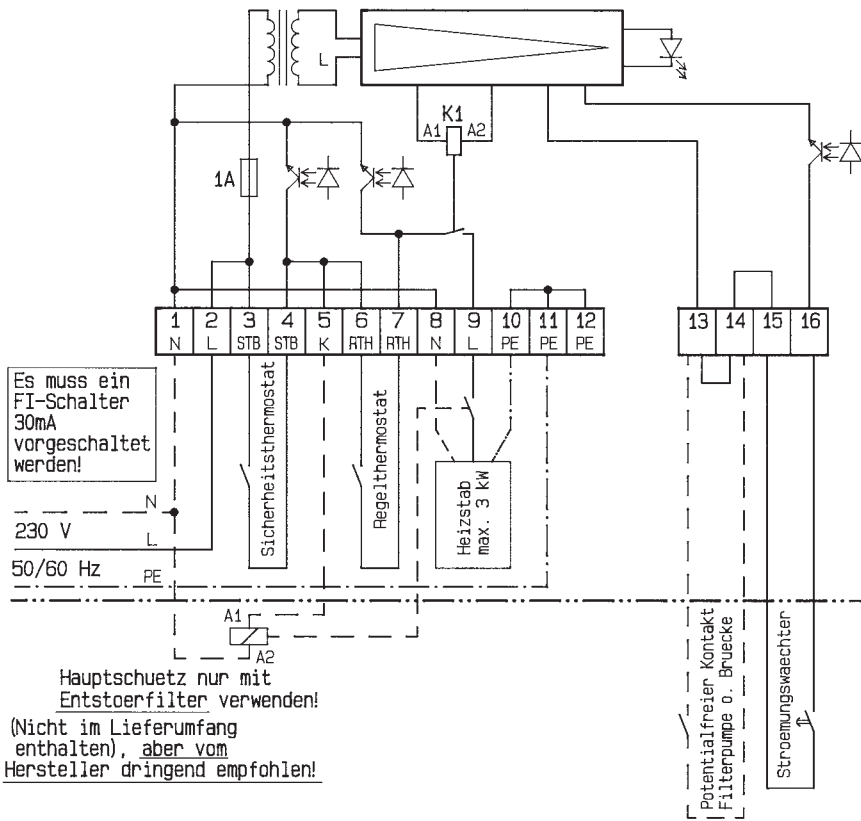 L
K1
A1 A2
1A
1 2 3 4 5 6 7 8 9 10 11 12
N L STB STB K RTH RTH N L PE PE PE
13 14 15 16
Es muss ein
FI-Schalter
30mA
vorgeschaltet
werden!
Sicherheitsthermostat
Regelthermostat
Heizstab
max. 3 kW
N
230 V
L
50/60 Hz
PE
A1
A2
Hauptschuetz nur mit
Entstoerfilter verwenden!
(Nicht im Lieferumfang
enthalten), aber vom
Hersteller dringend empfohlen!
Potentialfreier Kontakt
Filterpumpe o. Bruecke
Stroemungswaechter